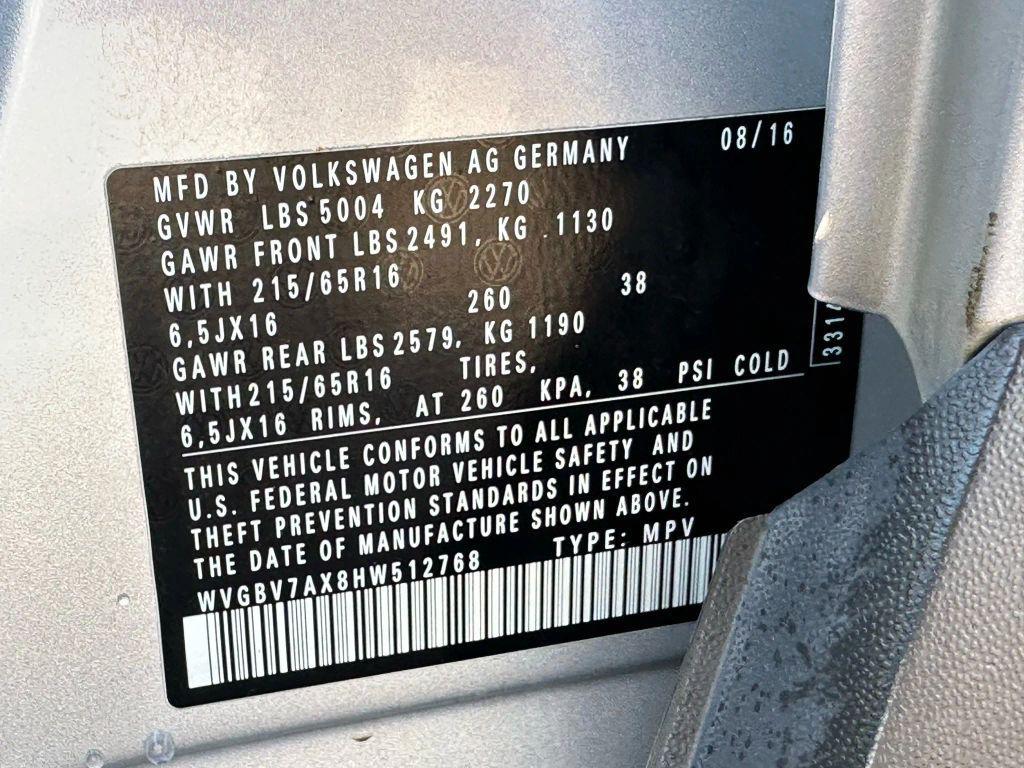 MFD BY VOLKSWAGEN AG GERMANY 08/16
GVWR LBS 5004 KG 2270
GAWR FRONT LBS 2491, KG .1130
WITH 215/65R16
6,5JX16 260 38
GAWR REAR LBS 2579, KG 1190
WITH 215/65R16 TIRES,
6,5JX16 RIMS, AT 260 KPA, 38 PSI COLD
THIS VEHICLE CONFORMS TO ALL APPLICABLE
U.S. FEDERAL MOTOR VEHICLE SAFETY AND
THEFT PREVENTION STANDARDS IN EFFECT ON
THE DATE OF MANUFACTURE SHOWN ABOVE.
WVGBV7AX8HW512768 TYPE: MPV